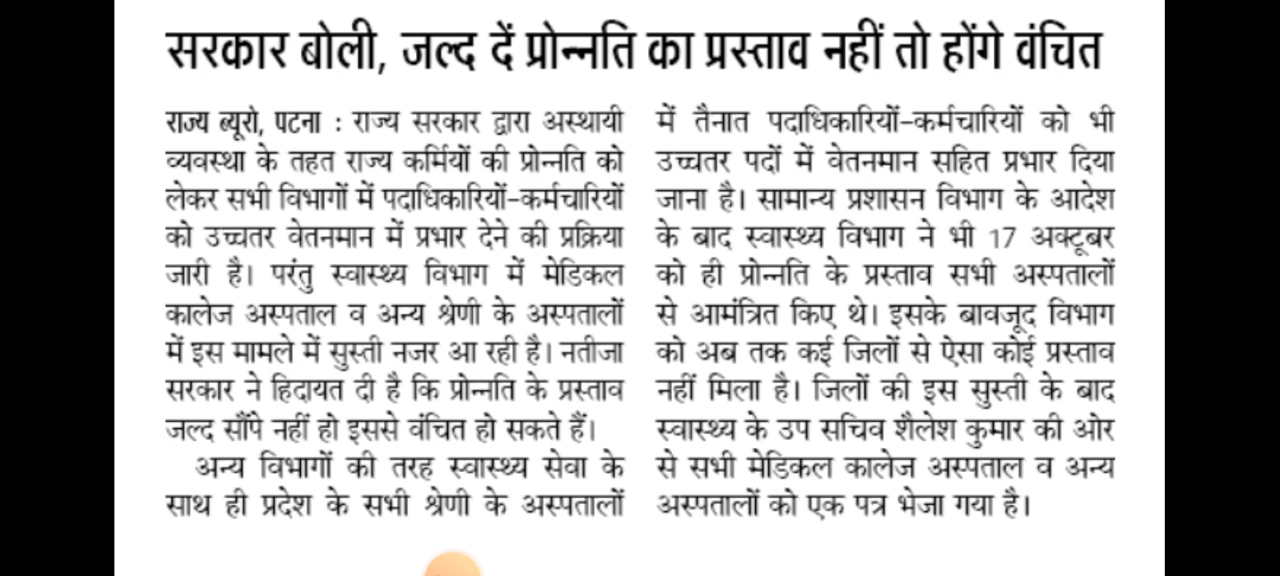 सरकार बोली, जल्द दें प्रोन्नति का प्रस्ताव नहीं तो होंगे वंचित
राज्य ब्यूरो, पटना : राज्य सरकार द्वारा अस्थायी
व्यवस्था के तहत राज्य कर्मियों की प्रोन्नति को
लेकर सभी विभागों में पदाधिकारियों-कर्मचारियों
को उच्चतर वेतनमान में प्रभार देने की प्रक्रिया
जारी है। परंतु स्वास्थ्य विभाग में मेडिकल
कालेज अस्पताल व अन्य श्रेणी के अस्पतालों
में इस मामले में सुस्ती नजर आ रही है। नतीजा
सरकार ने हिदायत दी है कि प्रोन्नति के प्रस्ताव
जल्द सौंपे नहीं हो इससे वंचित हो सकते हैं।
अन्य विभागों की तरह स्वास्थ्य सेवा के
साथ ही प्रदेश के सभी श्रेणी के अस्पतालों
में तैनात पदाधिकारियों-कर्मचारियों को भी
उच्चतर पदों में वेतनमान सहित प्रभार दिया
जाना है। सामान्य प्रशासन विभाग के आदेश
के बाद स्वास्थ्य विभाग ने भी 17 अक्टूबर
को ही प्रोन्नति के प्रस्ताव सभी अस्पतालों
से आमंत्रित किए थे। इसके बावजूद विभाग
को अब तक कई जिलों से ऐसा कोई प्रस्ताव
नहीं मिला है। जिलों की इस सुस्ती के बाद
स्वास्थ्य के उप सचिव शैलेश कुमार की ओर
से सभी मेडिकल कालेज अस्पताल व अन्य
अस्पतालों को एक पत्र भेजा गया है।